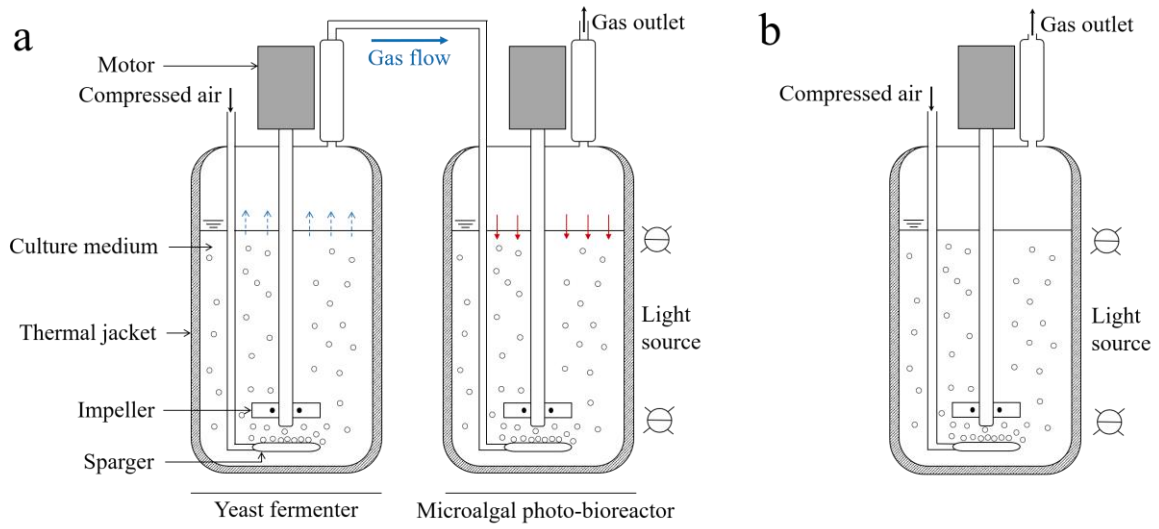 a
Motor
Compressed air
Gas flow
Gas outlet
Culture medium
Thermal jacket
Impeller
Sparger
Light
source
Yeast fermenter
Microalgal photo-bioreactor
b
Gas outlet
Compressed air
Light
source